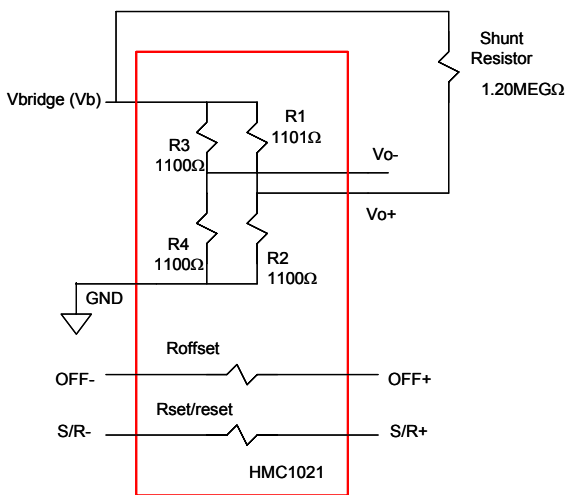 Shunt
Resistor
1.20MEGΩ
Vbridge (Vb)
R1
1101Ω
R3
1100Ω
Vo-
Vo+
R4
1100Ω
R2
1100Ω
GND
Roffset
OFF-
OFF+
Rset/reset
S/R-
S/R+
HMC1021